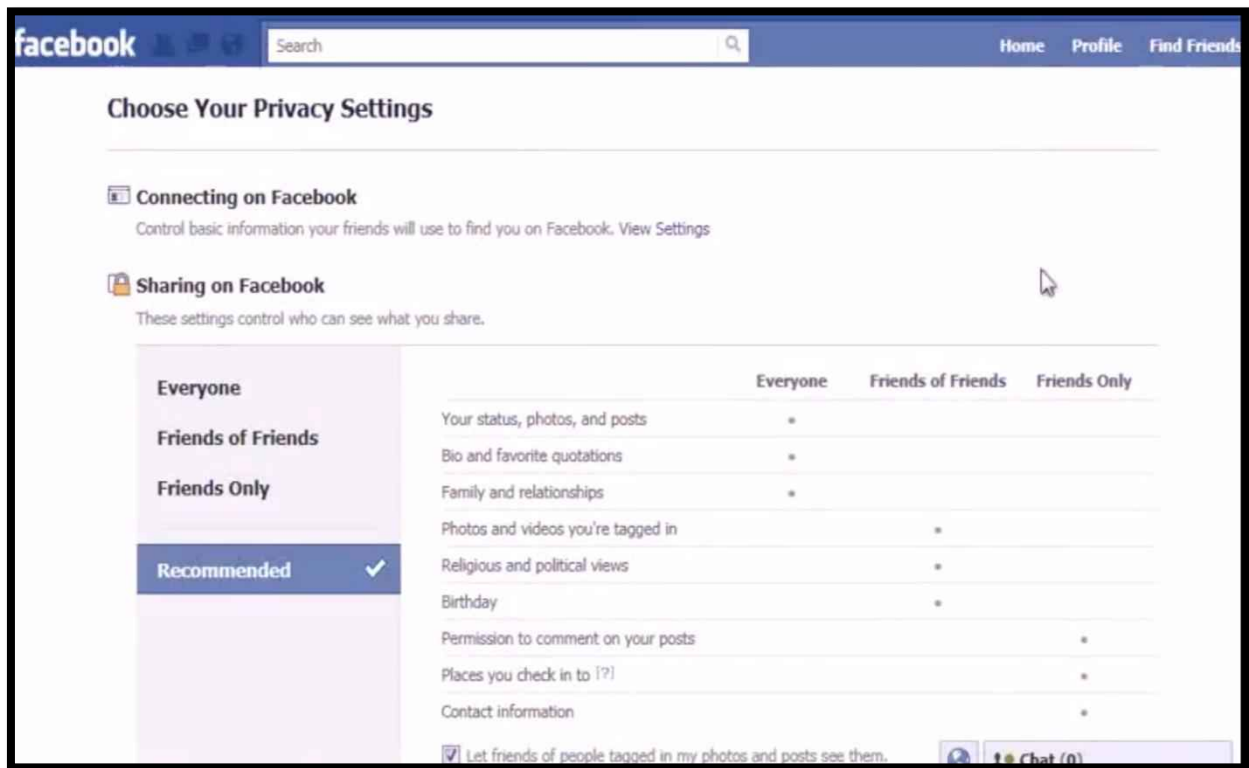 facebook Search Home Profile Find Friends
Choose Your Privacy Settings
Connecting on Facebook
Control basic information your friends will use to find you on Facebook. View Settings
Sharing on Facebook
These settings control who can see what you share.
Everyone
Friends of Friends
Friends Only
Recommended
Everyone Friends of Friends Friends Only
Your status, photos, and posts
Bio and favorite quotations
Family and relationships
Photos and videos you're tagged in
Religious and political views
Birthday
Permission to comment on your posts
Places you check in to [?]
Contact information
Let friends of people tagged in my photos and posts see them.
Chat (0)